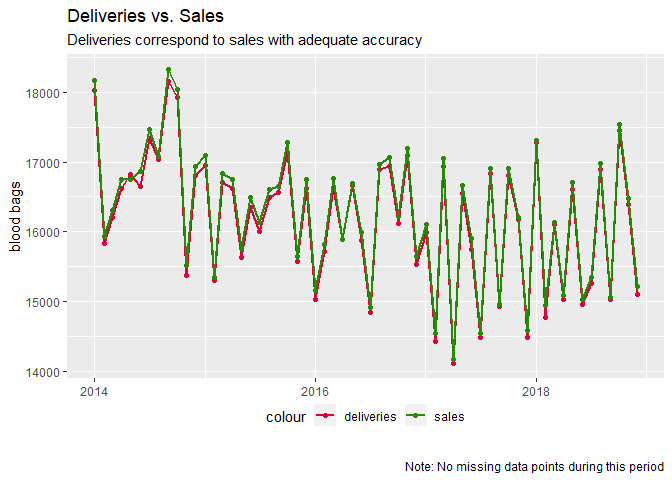 Deliveries vs. Sales
Deliveries correspond to sales with adequate accuracy
blood bags
18000
17000
16000
15000
14000
2014
2016
2018
colour
deliveries
sales
Note: No missing data points during this period